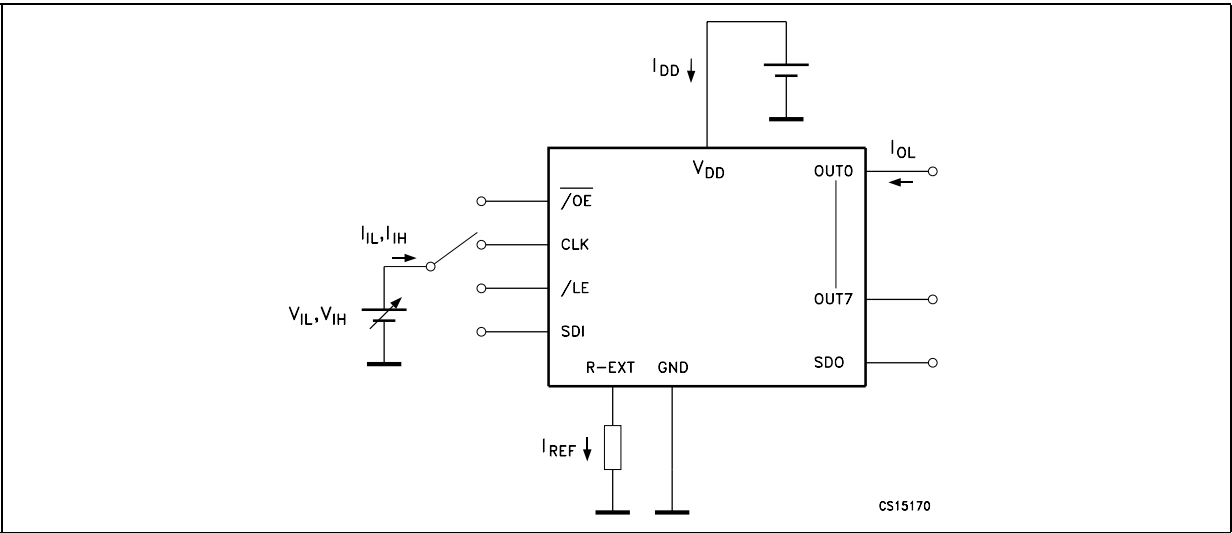 IDD
VDD
IOL
OUT0
/OE
IIL,IIH
CLK
/LE
OUT7
VIL,VIH
SDI
SDO
R-EXT GND
IREF
CS15170